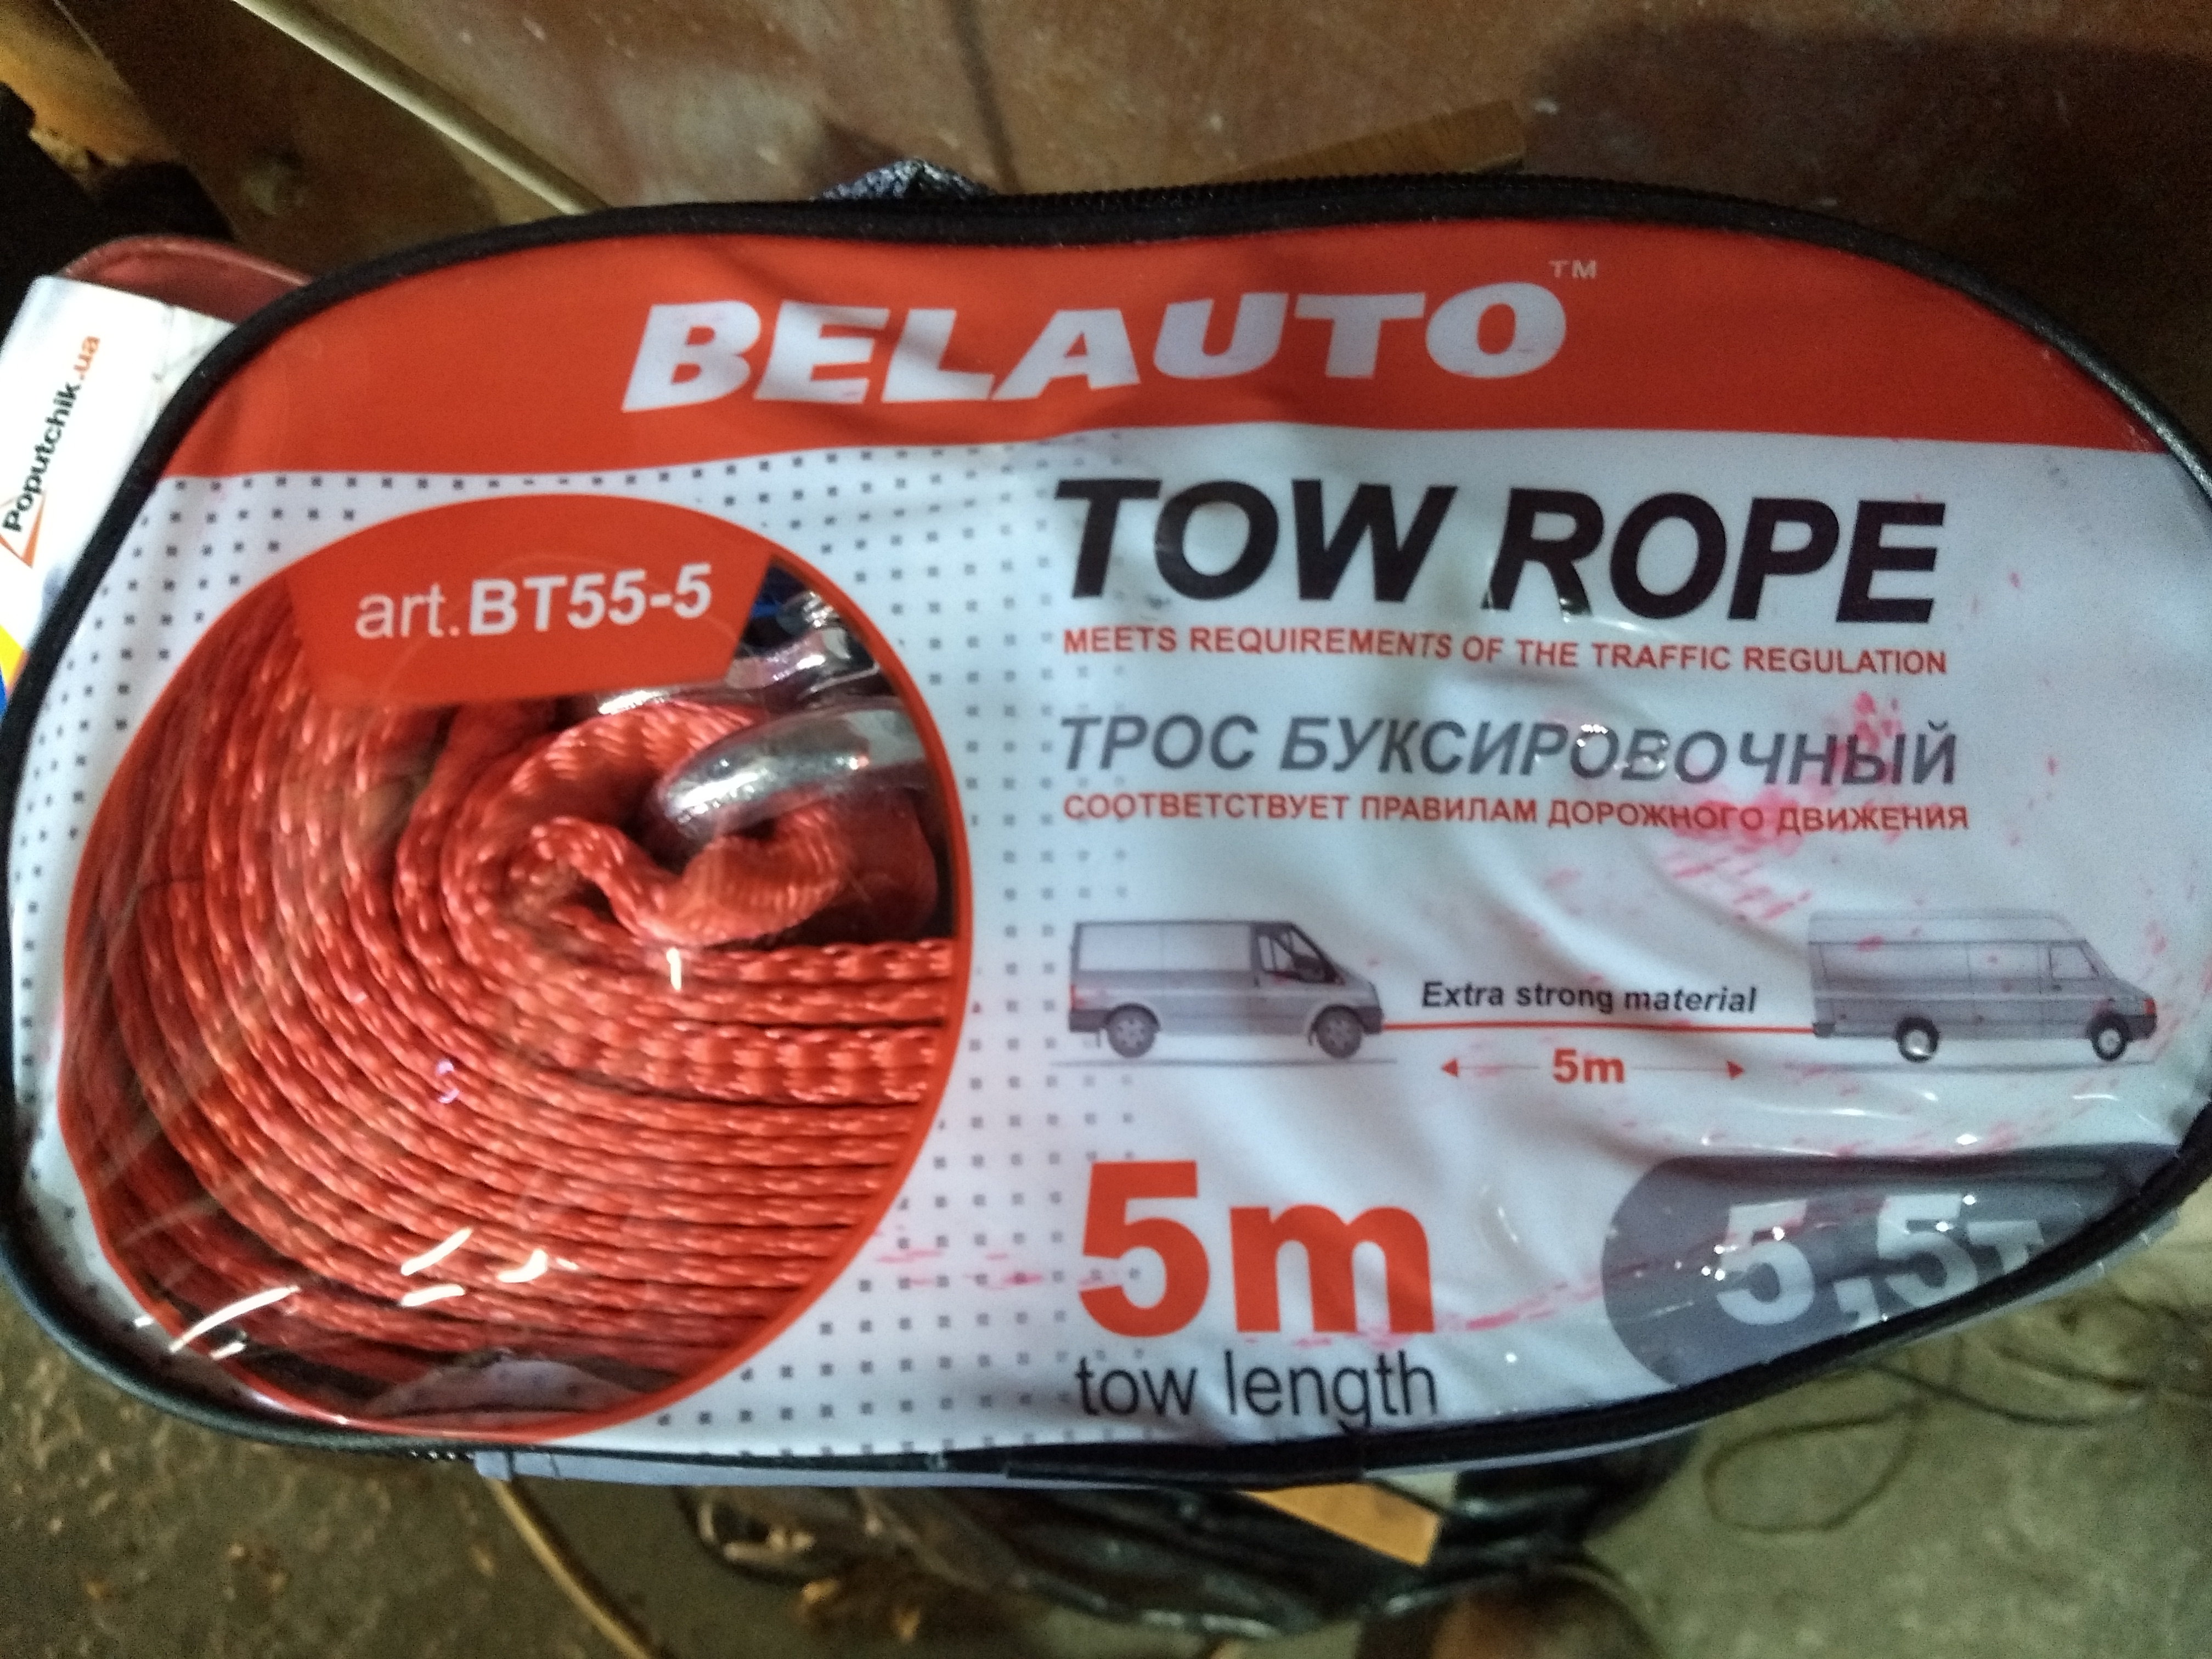 BELAUTO™
Poputchik.ua
art.BT55-5
TOW ROPE
MEETS REQUIREMENTS OF THE TRAFFIC REGULATION
ТРОС БУКСИРОВОЧНЫЙ
СООТВЕТСТВУЕТ ПРАВИЛАМ ДОРОЖНОГО ДВИЖЕНИЯ
Extra strong material
5m
5m
5,5т
tow length